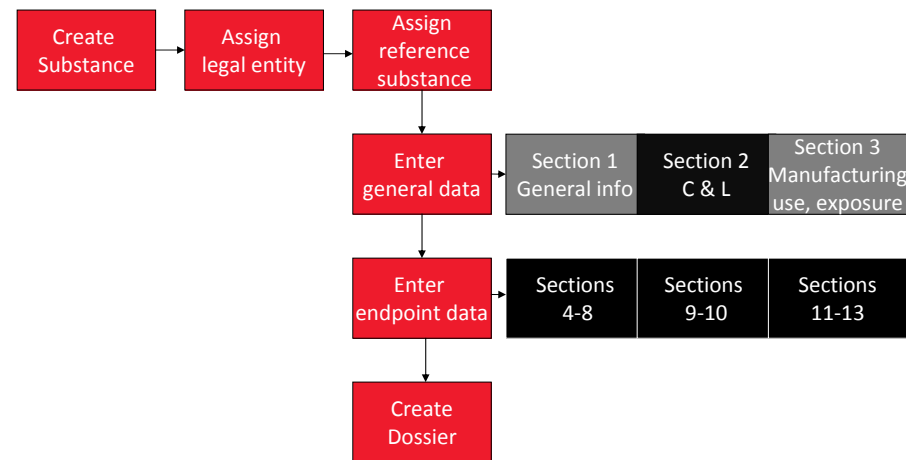 Create
Substance
Assign
legal entity
Assign
reference
substance
Enter
general data
Section 1
General info
Section 2
C & L
Section 3
Manufacturing
use, exposure
Enter
endpoint data
Sections
4-8
Sections
9-10
Sections
11-13
Create
Dossier